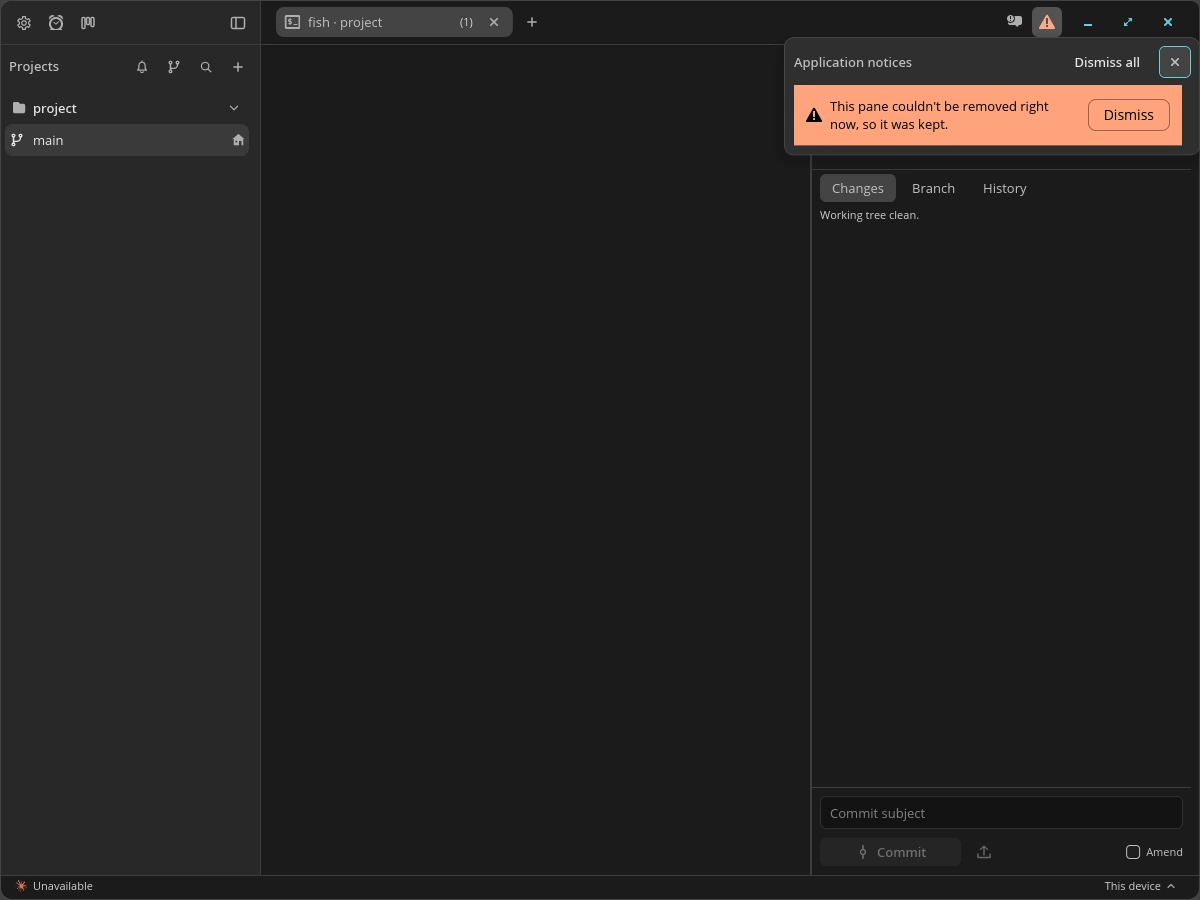 fish · project (1)
Projects
project
main
Application notices
Dismiss all
This pane couldn't be removed right
now, so it was kept.
Dismiss
Changes
Branch
History
Working tree clean.
Commit subject
Commit
Amend
Unavailable
This device